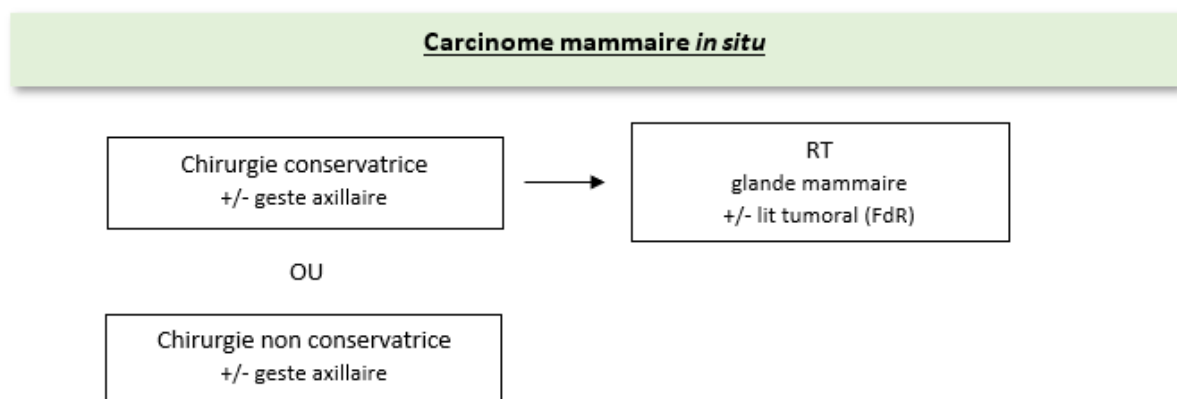 Carcinome mammaire in situ
Chirurgie conservatrice
+/- geste axillaire
RT
glande mammaire
+/- lit tumoral (FdR)
OU
Chirurgie non conservatrice
+/- geste axillaire